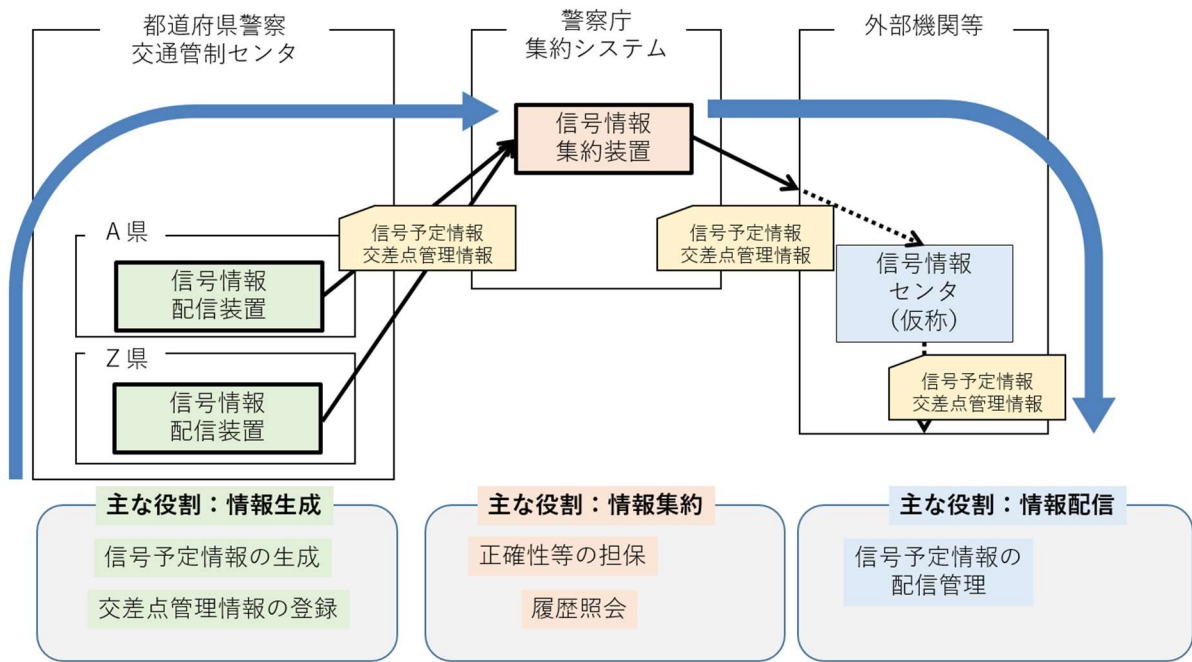 都道府県警察
交通管制センタ
警察庁
集約システム
外部機関等
信号情報
集約装置
A県
信号情報
配信装置
信号予定情報
交差点管理情報
信号予定情報
交差点管理情報
信号情報
センタ
（仮称）
Z県
信号情報
配信装置
信号予定情報
交差点管理情報
主な役割：情報生成
信号予定情報の生成
交差点管理情報の登録
主な役割：情報集約
正確性等の担保
履歴照会
主な役割：情報配信
信号予定情報の
配信管理